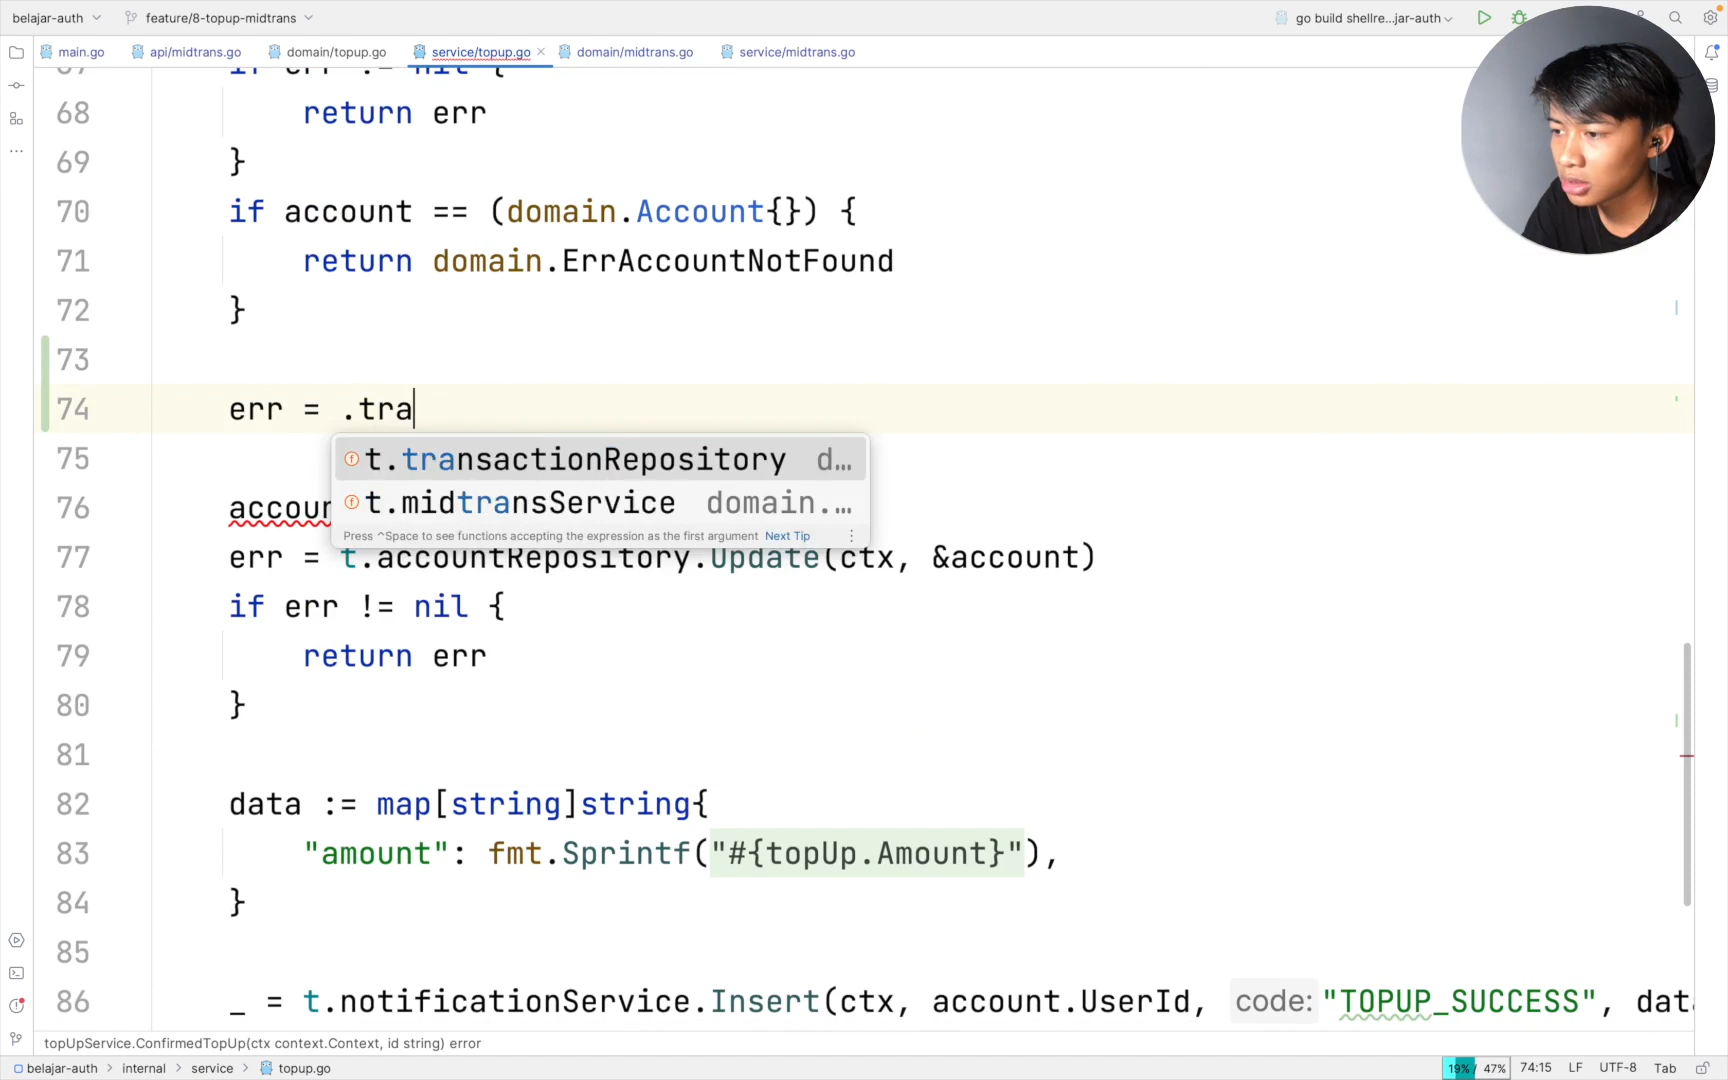 belajar-auth
feature/8-topup-midtrans
go build shellre...jar-auth
main.go
api/midtrans.go
domain/topup.go
service/topup.go
domain/midtrans.go
service/midtrans.go
68 return err
69 }
70 if account == (domain.Account{}) {
71 return domain.ErrAccountNotFound
72 }
73
74 err = .tra
t.transactionRepository d...
t.midtransService domain....
Press ^Space to see functions accepting the expression as the first argument Next Tip
75
76 accoun
77 err = t.accountRepository.Update(ctx, &account)
78 if err != nil {
79 return err
80 }
81
82 data := map[string]string{
83 "amount": fmt.Sprintf("#{topUp.Amount}"),
84 }
85
86 _ = t.notificationService.Insert(ctx, account.UserId, code: "TOPUP_SUCCESS", data
topUpService.ConfirmedTopUp(ctx context.Context, id string) error
belajar-auth > internal > service > topup.go
19% / 47% 74:15 LF UTF-8 Tab